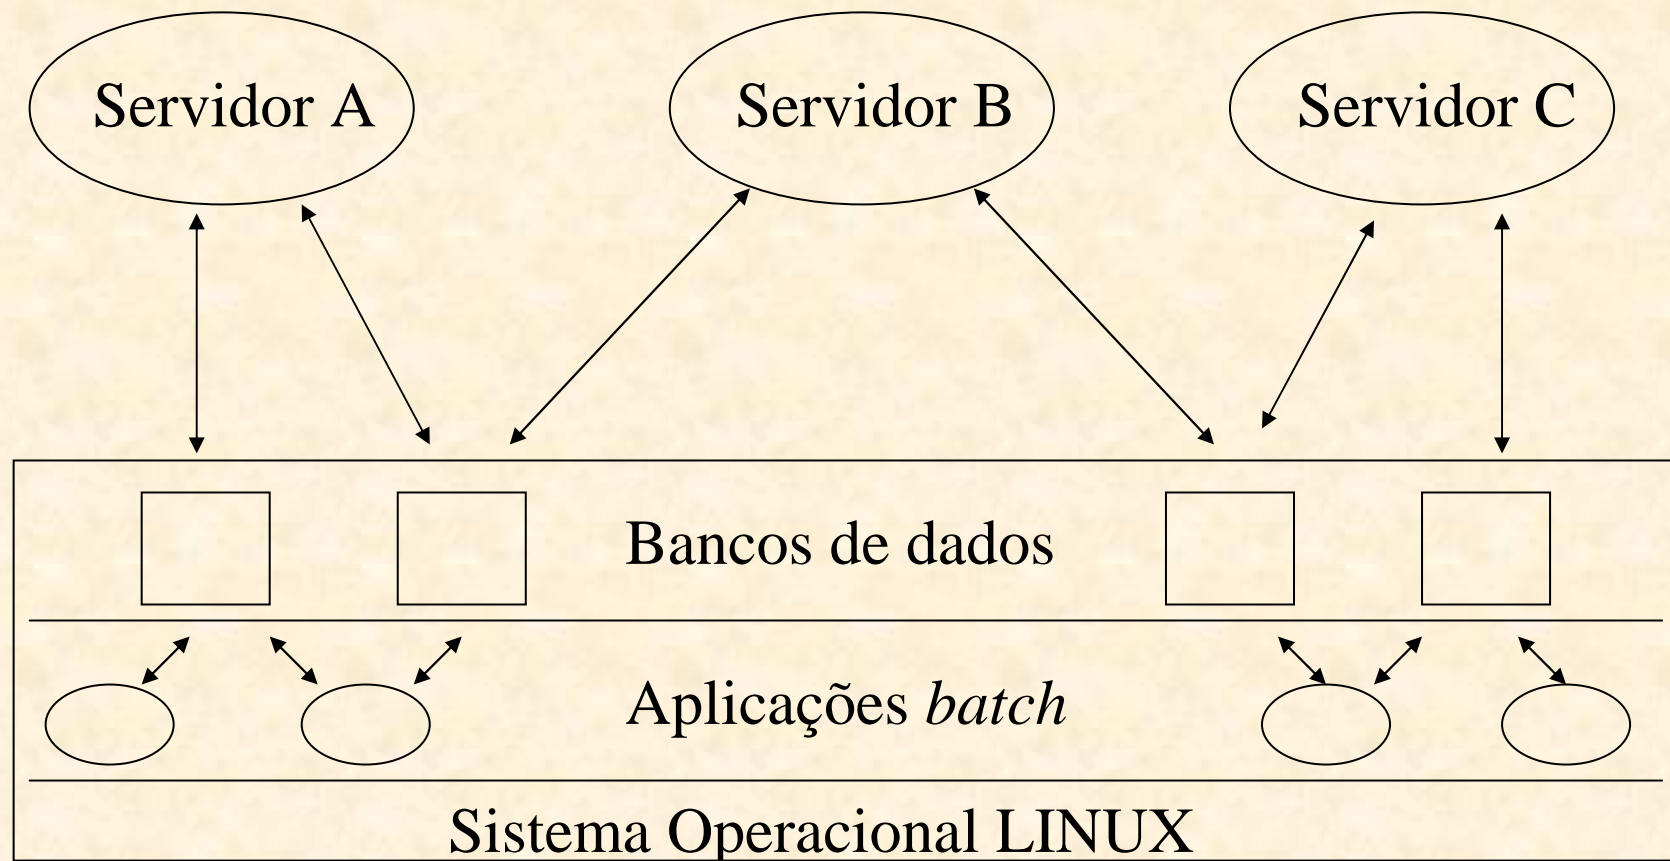 Servidor A
Servidor B
Servidor C
Bancos de dados
Aplicações batch
Sistema Operacional LINUX